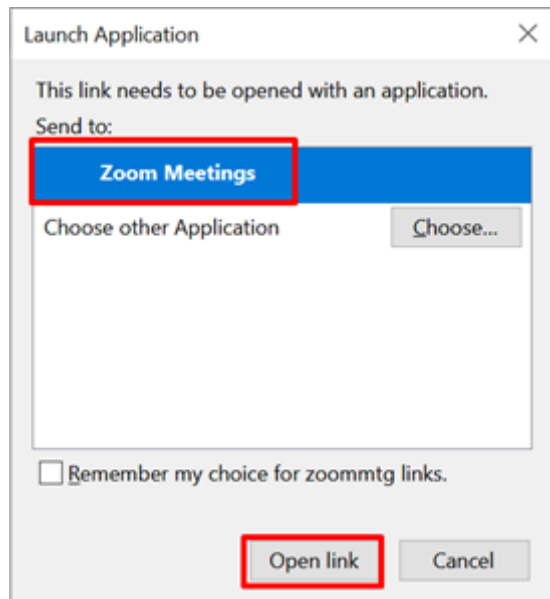 Launch Application
This link needs to be opened with an application.
Send to:
Zoom Meetings
Choose other Application Choose...
Remember my choice for zoommtg links.
Open link Cancel